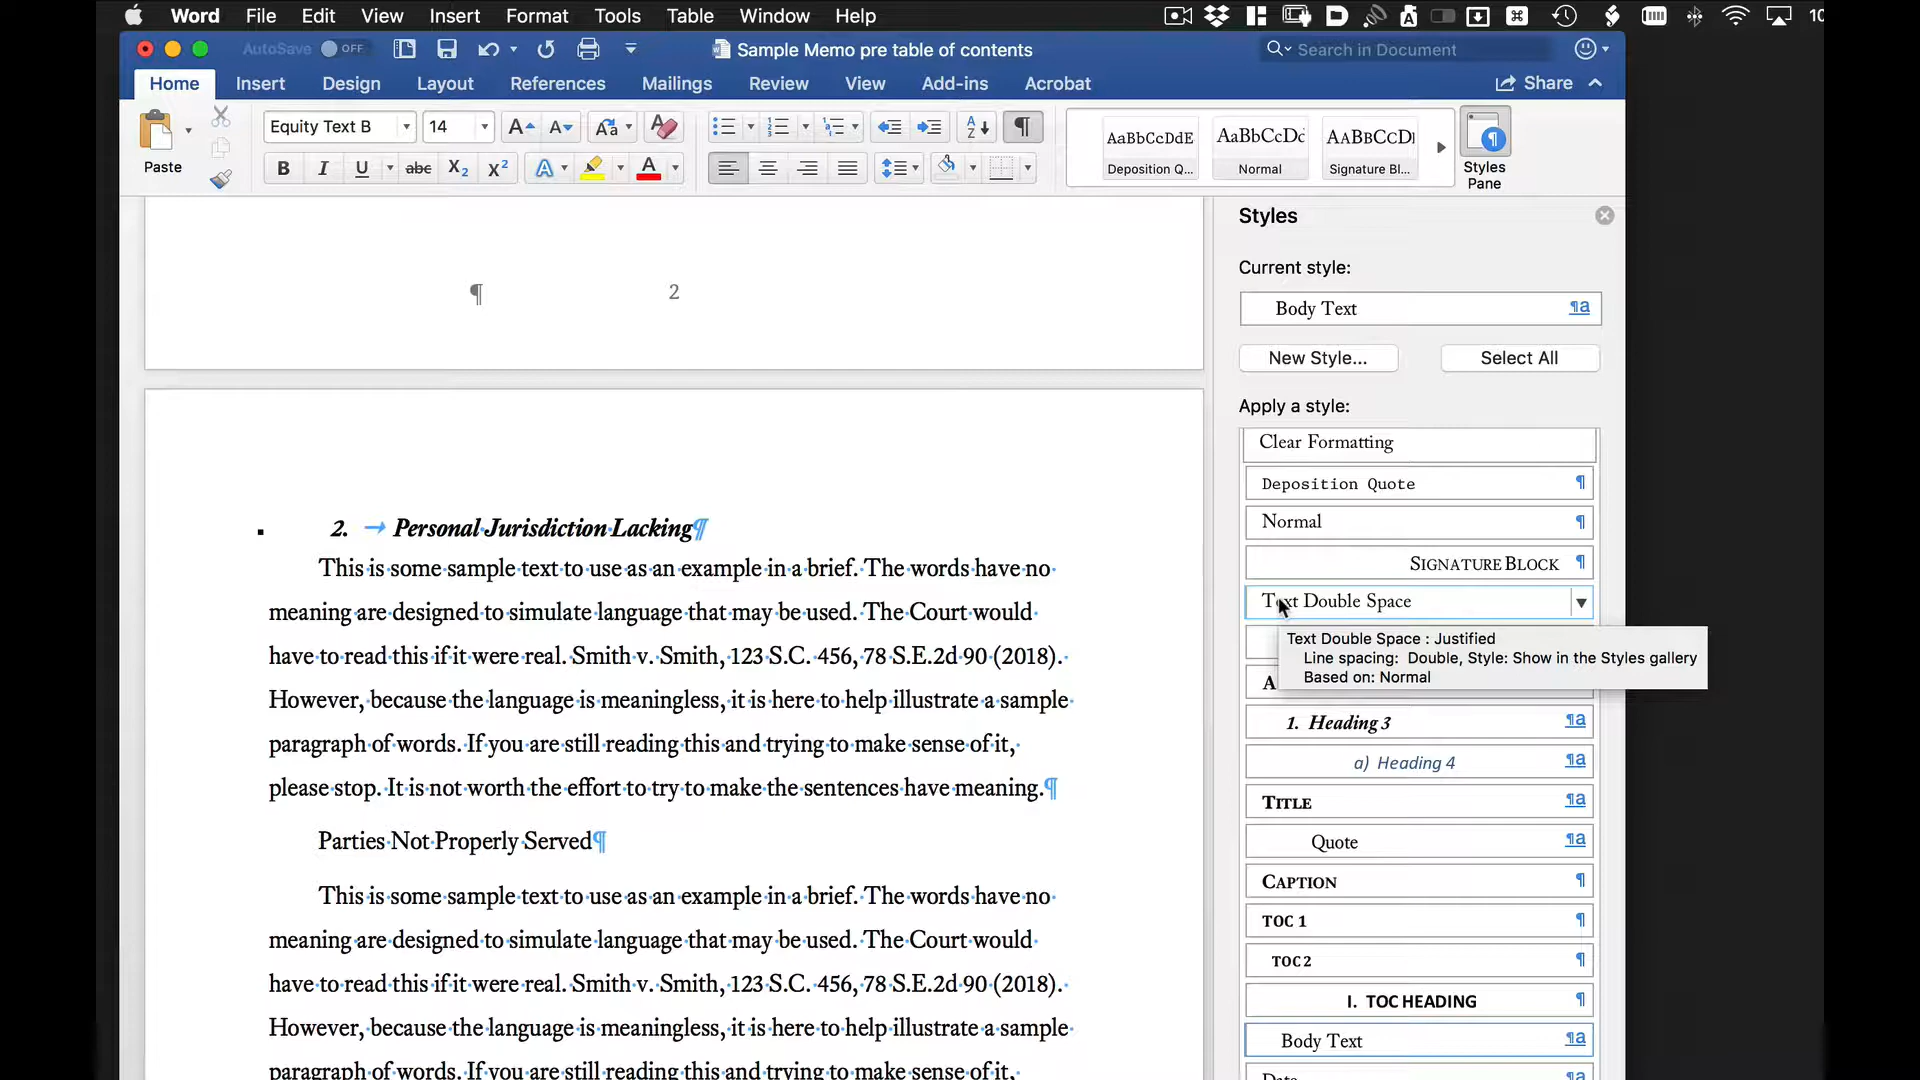 Word File Edit View Insert Format Tools Table Window Help
AutoSave OFF Sample Memo pre table of contents Search in Document
Home Insert Design Layout References Mailings Review View Add-ins Acrobat Share
Paste
Equity Text B 14
B I U abc X2 X2
AaBbCcDdE AaBbCcDc AaBbCcDI
Deposition Q... Normal Signature Bl...
Styles
Pane
¶ 2
2. → Personal·Jurisdiction·Lacking¶
This·is·some·sample·text·to·use·as·an·example·in·a·brief.··The·words·have·no·
meaning·are·designed·to·simulate·language·that·may·be·used.··The·Court·would·
have·to·read·this·if·it·were·real.·Smith·v.·Smith,·123·S.C.·456,·78·S.E.2d·90·(2018).··
However,·because·the·language·is·meaningless,·it·is·here·to·help·illustrate·a·sample·
paragraph·of·words.··If·you·are·still·reading·this·and·trying·to·make·sense·of·it,·
please·stop.··It·is·not·worth·the·effort·to·try·to·make·the·sentences·have·meaning.¶
Parties·Not·Properly·Served¶
This·is·some·sample·text·to·use·as·an·example·in·a·brief.··The·words·have·no·
meaning·are·designed·to·simulate·language·that·may·be·used.··The·Court·would·
have·to·read·this·if·it·were·real.·Smith·v.·Smith,·123·S.C.·456,·78·S.E.2d·90·(2018).··
However,·because·the·language·is·meaningless,·it·is·here·to·help·illustrate·a·sample·
paragraph·of·words.··If·you·are·still·reading·this·and·trying·to·make·sense·of·it,·
Styles
Current style:
Body Text
New Style... Select All
Apply a style:
Clear Formatting
Deposition Quote
Normal
Signature Block
Text Double Space
Text Double Space : Justified
Line spacing: Double, Style: Show in the Styles gallery
Based on: Normal
A
1. Heading 3
a) Heading 4
Title
Quote
Caption
TOC 1
TOC 2
I. TOC HEADING
Body Text